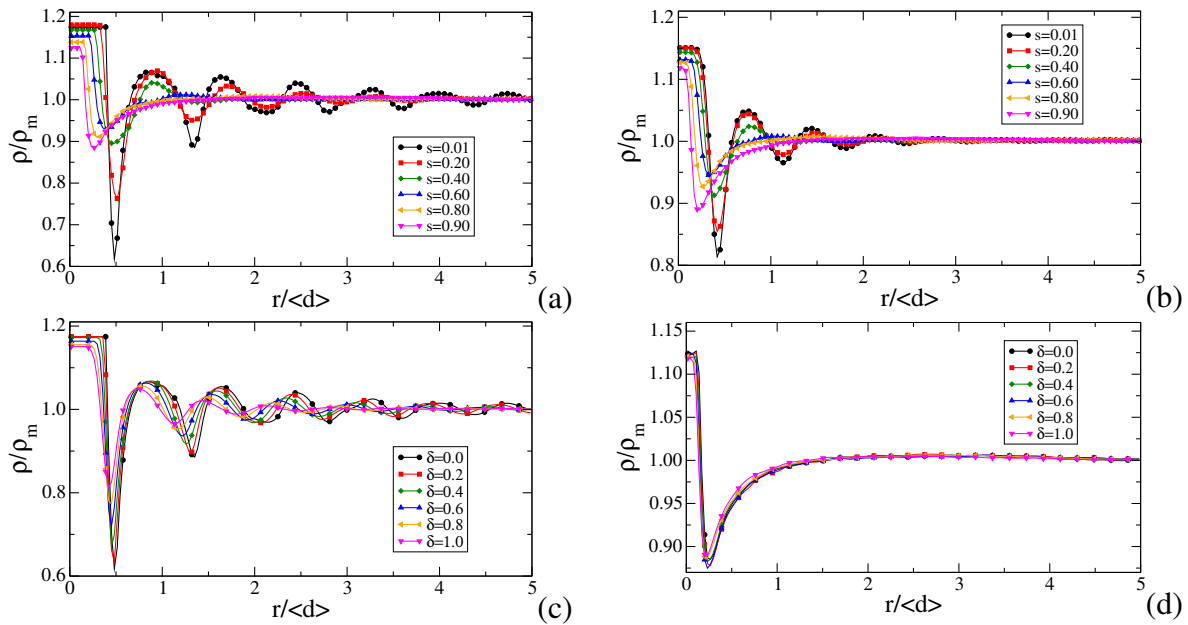 1.2
1.1
1.0
0.9
0.8
0.7
0.6
ρ/ρm
0 1 2 3 4 5
r/<d>
s=0.01
s=0.20
s=0.40
s=0.60
s=0.80
s=0.90
(a)
1.2
1.1
1.0
0.9
0.8
ρ/ρm
0 1 2 3 4 5
r/<d>
s=0.01
s=0.20
s=0.40
s=0.60
s=0.80
s=0.90
(b)
1.2
1.0
0.8
0.6
ρ/ρm
0 1 2 3 4 5
r/<d>
δ=0.0
δ=0.2
δ=0.4
δ=0.6
δ=0.8
δ=1.0
(c)
1.15
1.10
1.05
1.00
0.95
0.90
ρ/ρm
0 1 2 3 4 5
r/<d>
δ=0.0
δ=0.2
δ=0.4
δ=0.6
δ=0.8
δ=1.0
(d)